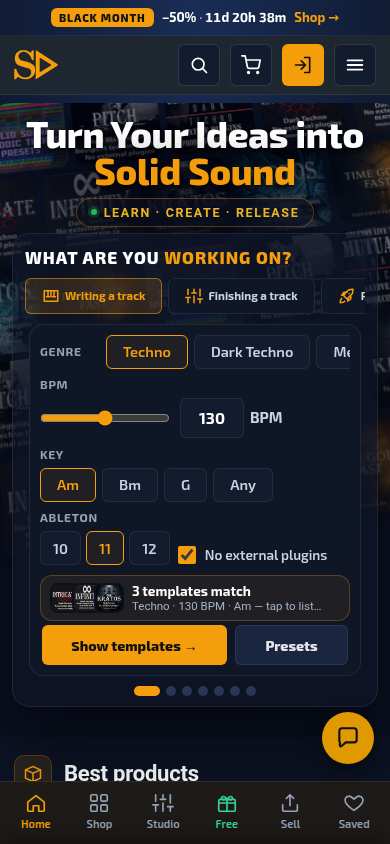 BLACK MONTH −50% · 11d 20h 38m Shop →
Turn Your Ideas into
Solid Sound
LEARN · CREATE · RELEASE
WHAT ARE YOU WORKING ON?
Writing a track Finishing a track
GENRE Techno Dark Techno
BPM
130 BPM
KEY
Am Bm G Any
ABLETON
10 11 12 No external plugins
3 templates match
Techno · 130 BPM · Am — tap to list…
Show templates → Presets
Best products
Home Shop Studio Free Sell Saved